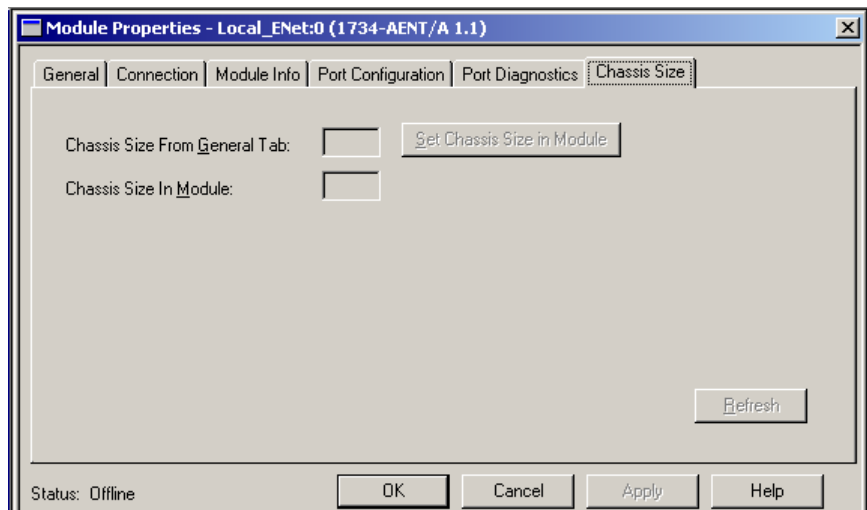 Module Properties - Local_ENet:0 (1734-AENT/A 1.1)
General Connection Module Info Port Configuration Port Diagnostics Chassis Size
Chassis Size From General Tab: Set Chassis Size in Module
Chassis Size In Module:
Refresh
Status: Offline OK Cancel Apply Help